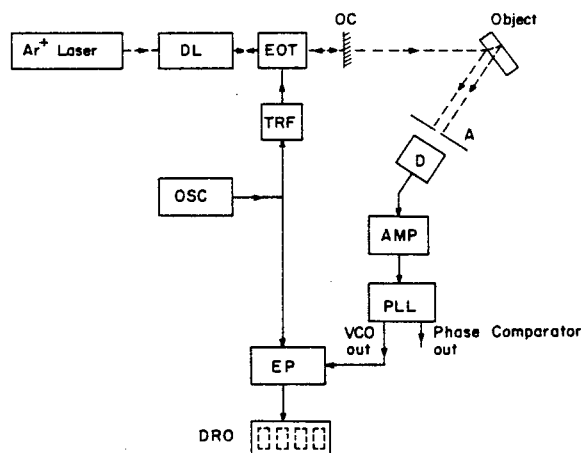 OC
Object
Ar+ Laser
DL
EOT
TRF
A
D
OSC
AMP
PLL
VCO
out
Phase Comparator
out
EP
DRO